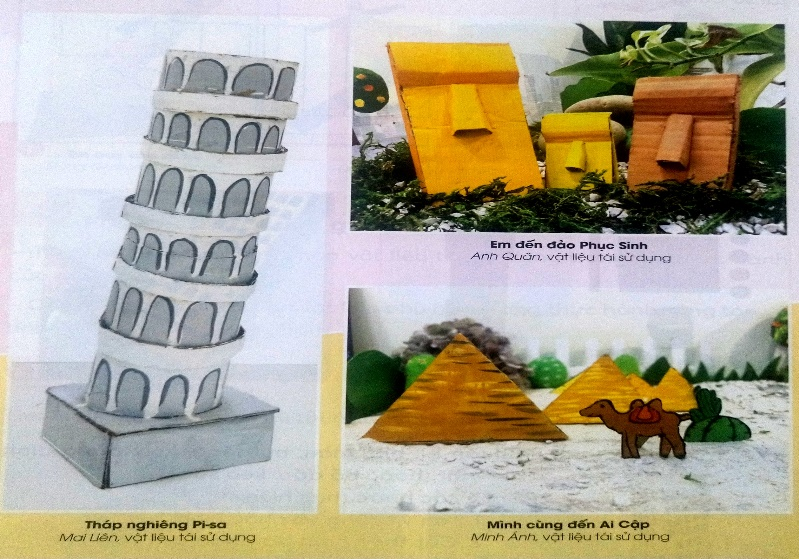 Em đến đảo Phục Sinh
Anh Quân, vật liệu tái sử dụng
Tháp nghiêng Pi-sa
Mai Liên, vật liệu tái sử dụng
Mình cùng đến Ai Cập
Minh Ánh, vật liệu tái sử dụng